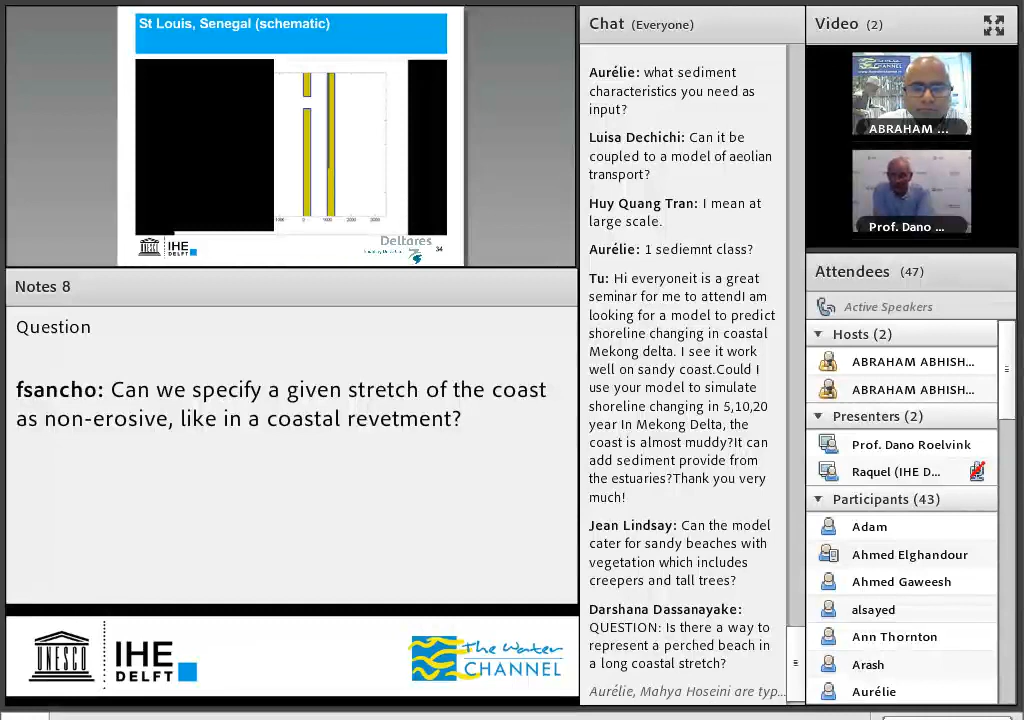 St Louis, Senegal (schematic)
UNESCO
IHE
DELFT
Deltares
34
Notes 8
Question
fsancho: Can we specify a given stretch of the coast
as non-erosive, like in a coastal revetment?
UNESCO
IHE
DELFT
the Water
CHANNEL
Chat (Everyone)
Aurélie: what sediment
characteristics you need as
input?
Luisa Dechichi: Can it be
coupled to a model of aeolian
transport?
Huy Quang Tran: I mean at
large scale.
Aurélie: 1 sediemnt class?
Tu: Hi everyoneit is a great
seminar for me to attendI am
looking for a model to predict
shoreline changing in coastal
Mekong delta. I see it work
well on sandy coast.Could I
use your model to simulate
shoreline changing in 5,10,20
year In Mekong Delta, the
coast is almost muddy?It can
add sediment provide from
the estuaries?Thank you very
much!
Jean Lindsay: Can the model
cater for sandy beaches with
vegetation which includes
creepers and tall trees?
Darshana Dassanayake:
QUESTION: Is there a way to
represent a perched beach in
a long coastal stretch?
Aurélie, Mahya Hoseini are typ...
Video (2)
ABRAHAM ...
Prof. Dano ...
Attendees (47)
Active Speakers
Hosts (2)
ABRAHAM ABHISH...
ABRAHAM ABHISH...
Presenters (2)
Prof. Dano Roelvink
Raquel (IHE D...
Participants (43)
Adam
Ahmed Elghandour
Ahmed Gaweesh
alsayed
Ann Thornton
Arash
Aurélie